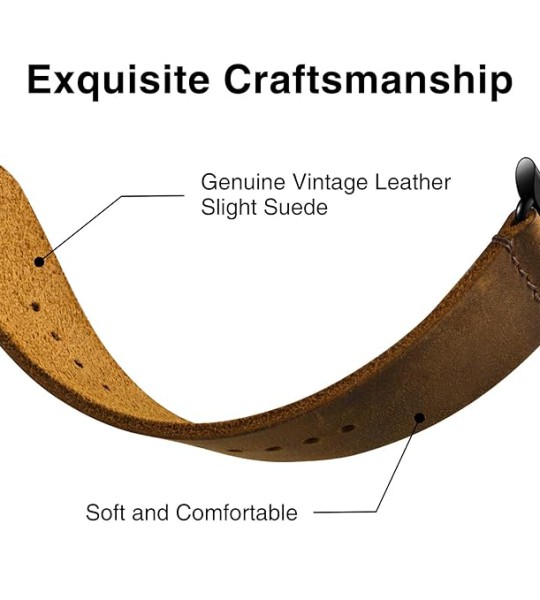 Exquisite Craftsmanship
Genuine Vintage Leather
Slight Suede
Soft and Comfortable